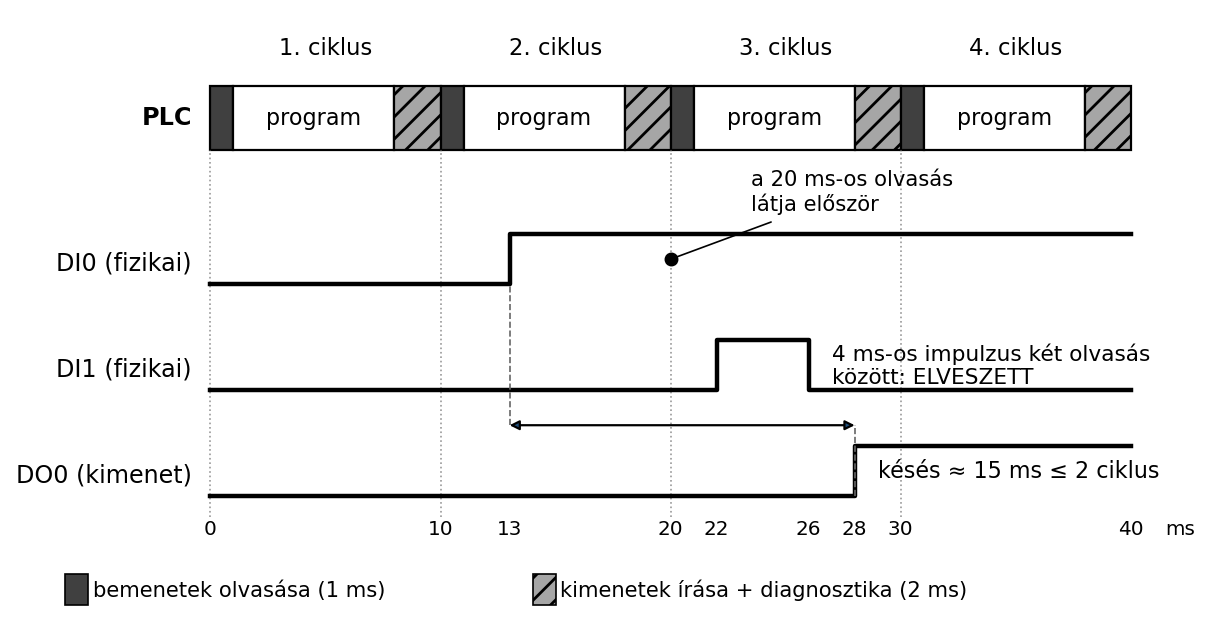 1. ciklus
2. ciklus
3. ciklus
4. ciklus
PLC
program
program
program
program
a 20 ms-os olvasás
látja először
DI0 (fizikai)
DI1 (fizikai)
4 ms-os impulzus két olvasás
között: ELVESZETT
DO0 (kimenet)
késés ≈ 15 ms ≤ 2 ciklus
0
10
13
20
22
26
28
30
40
ms
bemenetek olvasása (1 ms)
kimenetek írása + diagnosztika (2 ms)